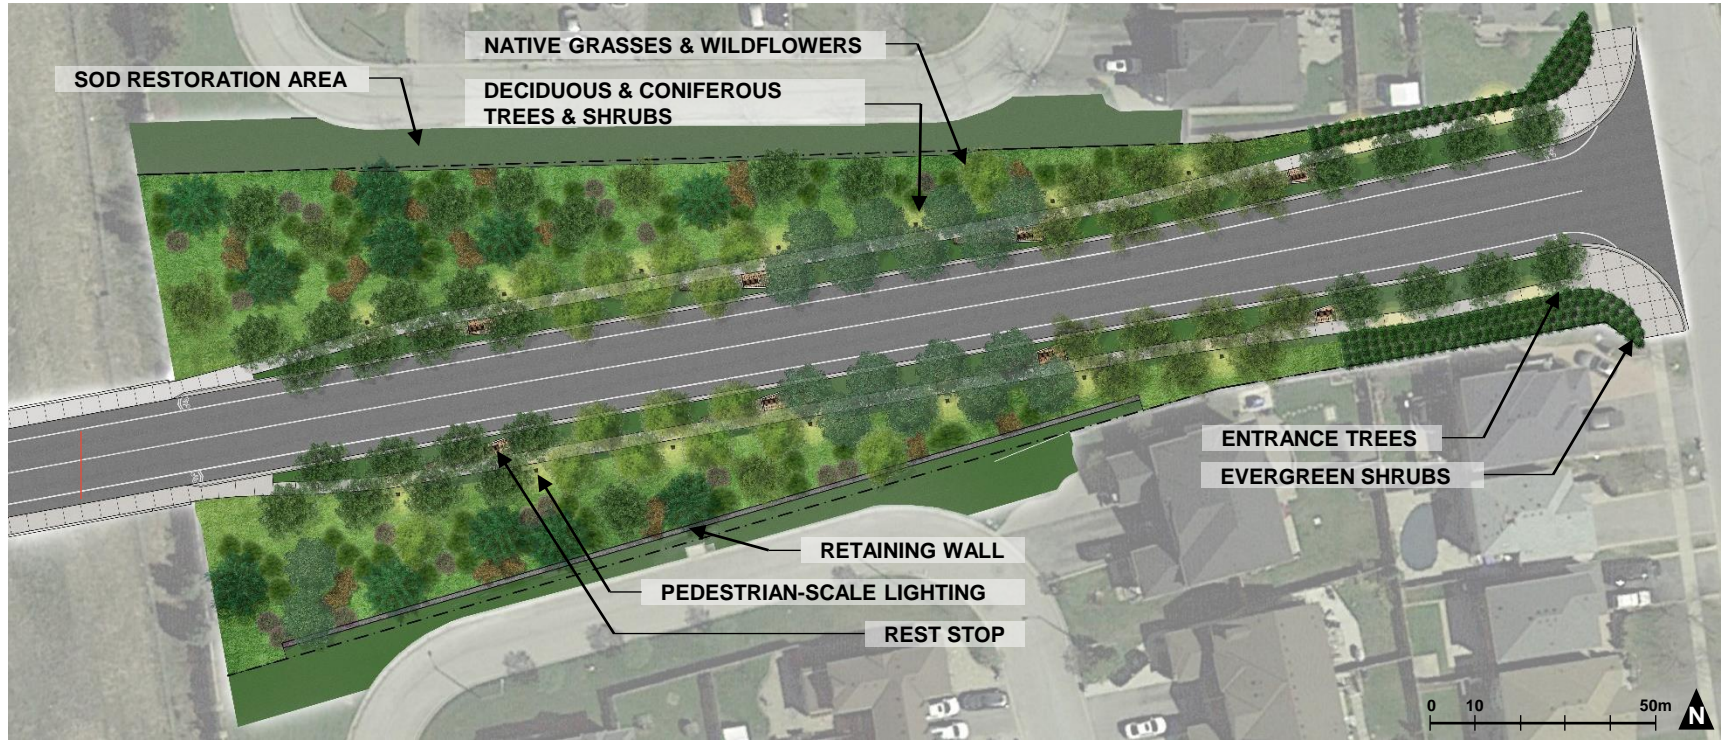 NATIVE GRASSES & WILDFLOWERS
SOD RESTORATION AREA
DECIDUOUS & CONIFEROUS
TREES & SHRUBS
ENTRANCE TREES
EVERGREEN SHRUBS
RETAINING WALL
PEDESTRIAN-SCALE LIGHTING
REST STOP
0 10 50m
N